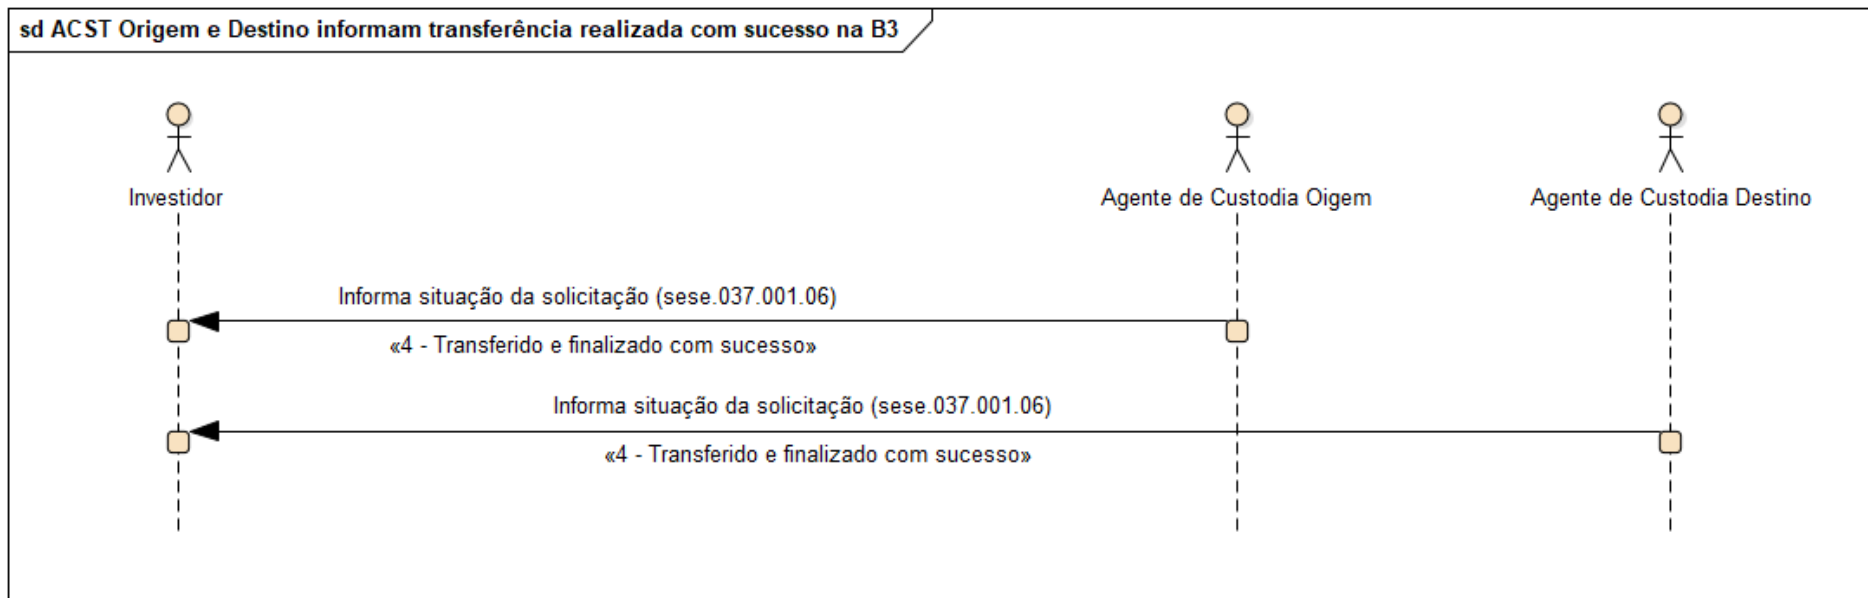 sd ACST Origem e Destino informam transferência realizada com sucesso na B3
Investidor
Agente de Custodia Oigem
Agente de Custodia Destino
Informa situação da solicitação (sese.037.001.06)
«4 - Transferido e finalizado com sucesso»
Informa situação da solicitação (sese.037.001.06)
«4 - Transferido e finalizado com sucesso»